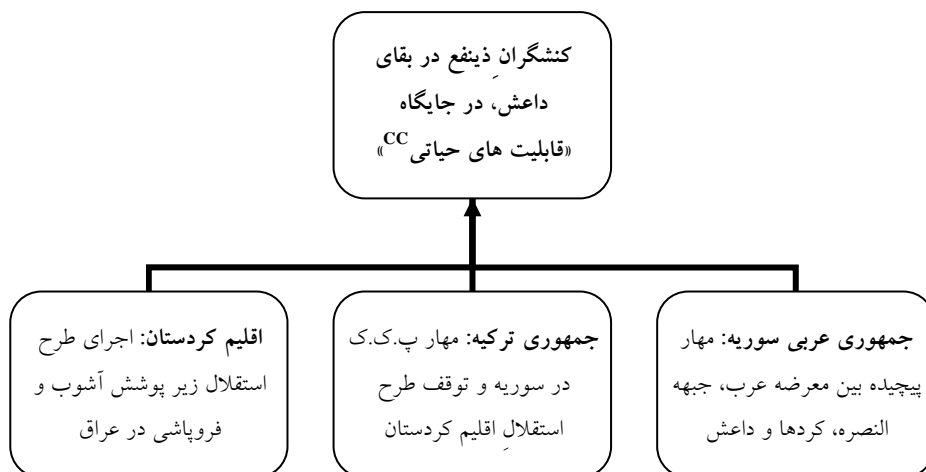 کنشگرانِ ذینفع در بقای
داعش، در جایگاه
«قابلیت های حیاتیCC»
جمهوری عربی سوریه: مهار
پیچیده بین معرضه عرب، جبهه
النصره، کردها و داعش
جمهوری ترکیه: مهار پ.ک.ک
در سوریه و توقف طرح
استقلالِ اقلیم کردستان
اقلیم کردستان: اجرای طرح
استقلال زیر پوشش آشوب و
فروپاشی در عراق